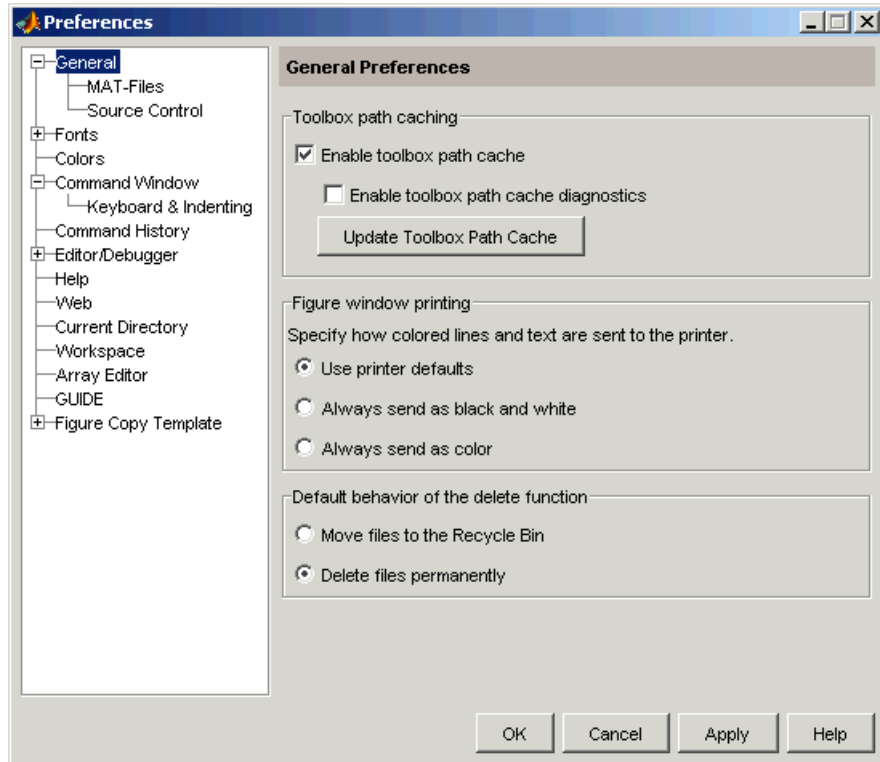 Preferences
General
MAT-Files
Source Control
Fonts
Colors
Command Window
Keyboard & Indenting
Command History
Editor/Debugger
Help
Web
Current Directory
Workspace
Array Editor
GUIDE
Figure Copy Template
General Preferences
Toolbox path caching
Enable toolbox path cache
Enable toolbox path cache diagnostics
Update Toolbox Path Cache
Figure window printing
Specify how colored lines and text are sent to the printer.
Use printer defaults
Always send as black and white
Always send as color
Default behavior of the delete function
Move files to the Recycle Bin
Delete files permanently
OK Cancel Apply Help